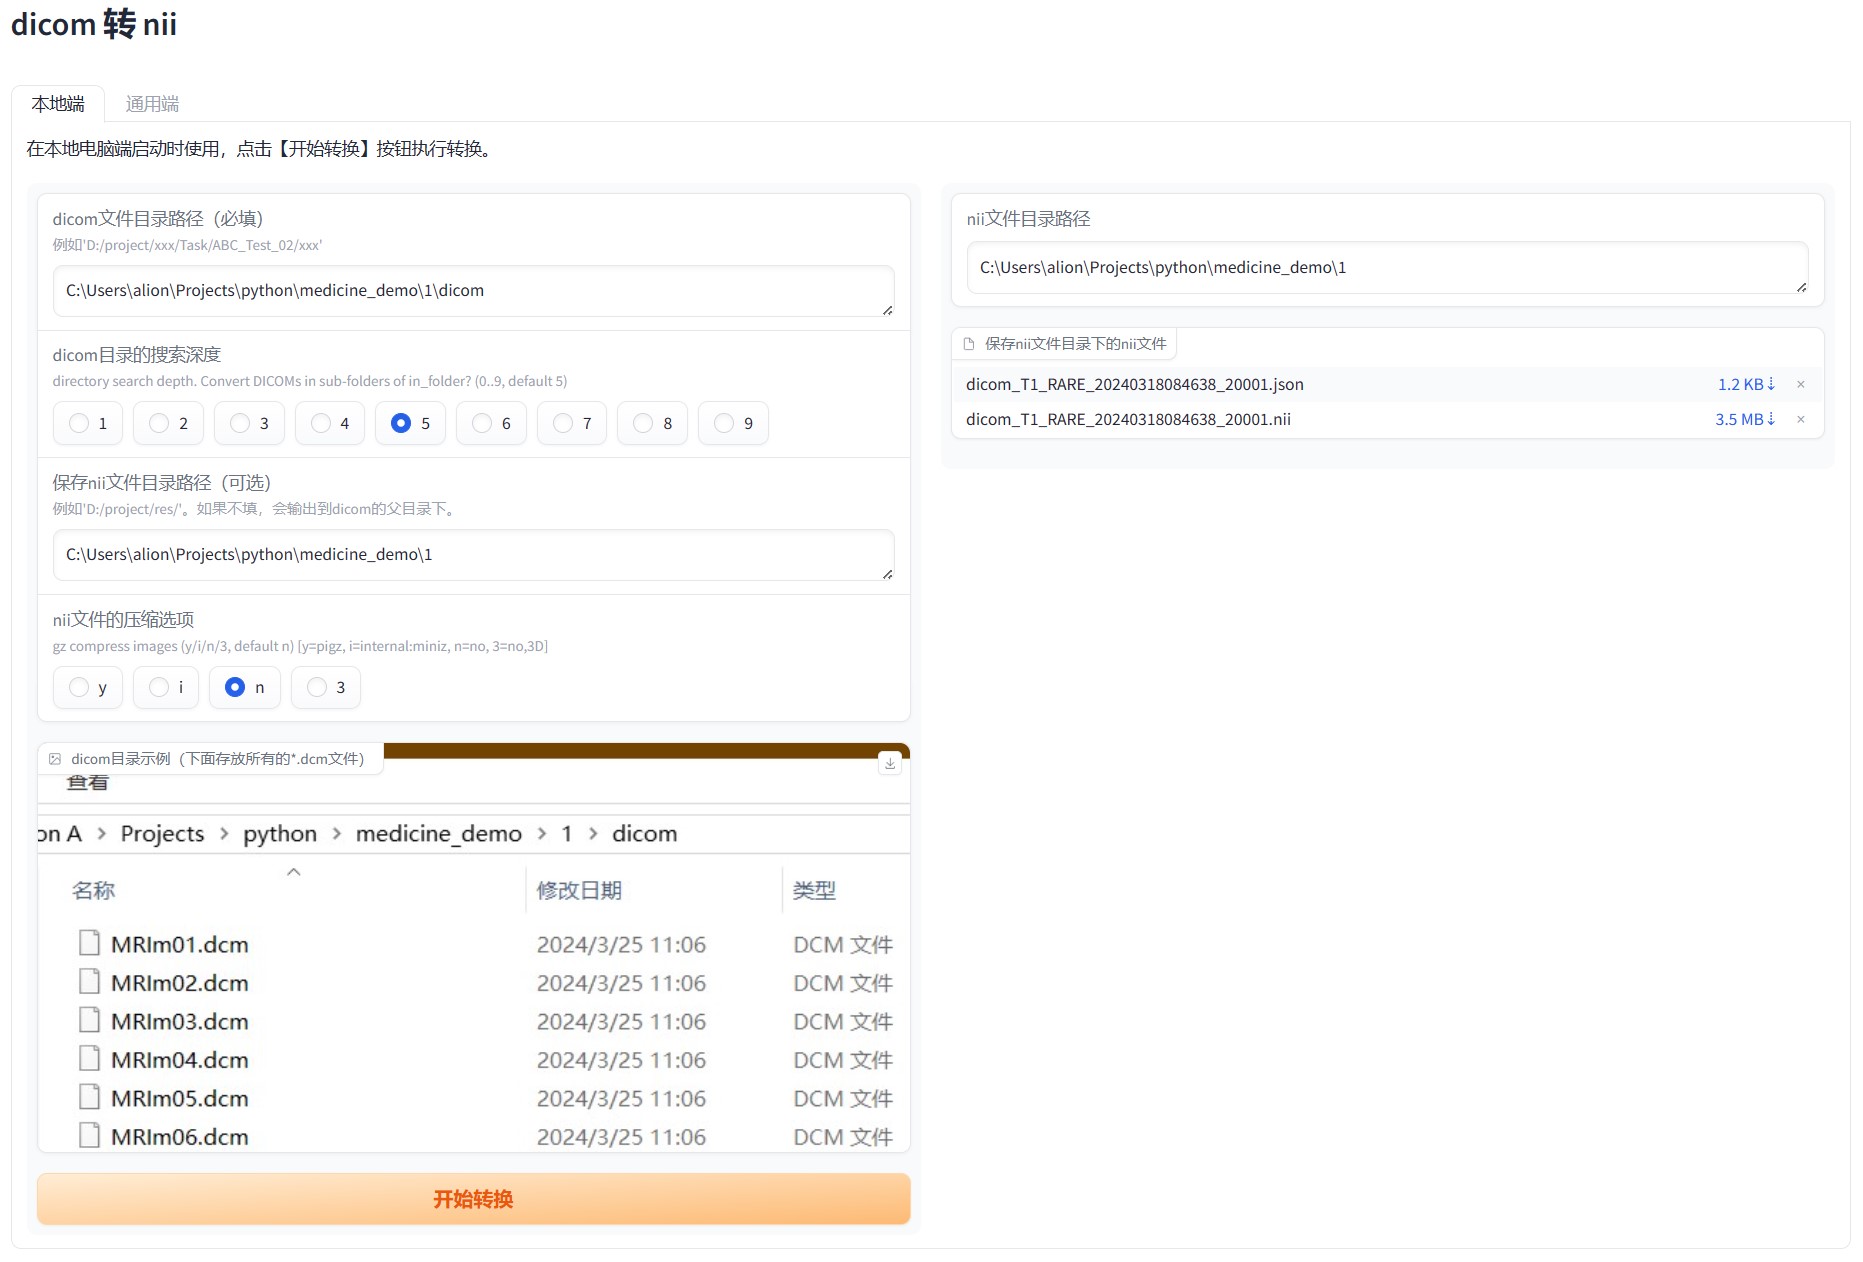 dicom 转 nii
本地端
通用端
在本地电脑端启动时使用，点击【开始转换】按钮执行转换。
dicom文件目录路径（必填）
例如'D:/project/xxx/Task/ABC_Test_02/xxx'
C:\Users\alion\Projects\python\medicine_demo\1\dicom
dicom目录的搜索深度
directory search depth. Convert DICOMs in sub-folders of in_folder? (0..9, default 5)
1 2 3 4 5 6 7 8 9
保存nii文件目录路径（可选）
例如'D:/project/res/'。如果不填，会输出到dicom的父目录下。
C:\Users\alion\Projects\python\medicine_demo\1
nii文件的压缩选项
gz compress images (y/i/n/3, default n) [y=pigz, i=internal:miniz, n=no, 3=no,3D]
y i n 3
dicom目录示例（下面存放所有的*.dcm文件）
查看
on A > Projects > python > medicine_demo > 1 > dicom
名称 修改日期 类型
MRIm01.dcm 2024/3/25 11:06 DCM 文件
MRIm02.dcm 2024/3/25 11:06 DCM 文件
MRIm03.dcm 2024/3/25 11:06 DCM 文件
MRIm04.dcm 2024/3/25 11:06 DCM 文件
MRIm05.dcm 2024/3/25 11:06 DCM 文件
MRIm06.dcm 2024/3/25 11:06 DCM 文件
开始转换
nii文件目录路径
C:\Users\alion\Projects\python\medicine_demo\1
保存nii文件目录下的nii文件
dicom_T1_RARE_20240318084638_20001.json 1.2 KB⇣ ×
dicom_T1_RARE_20240318084638_20001.nii 3.5 MB⇣ ×